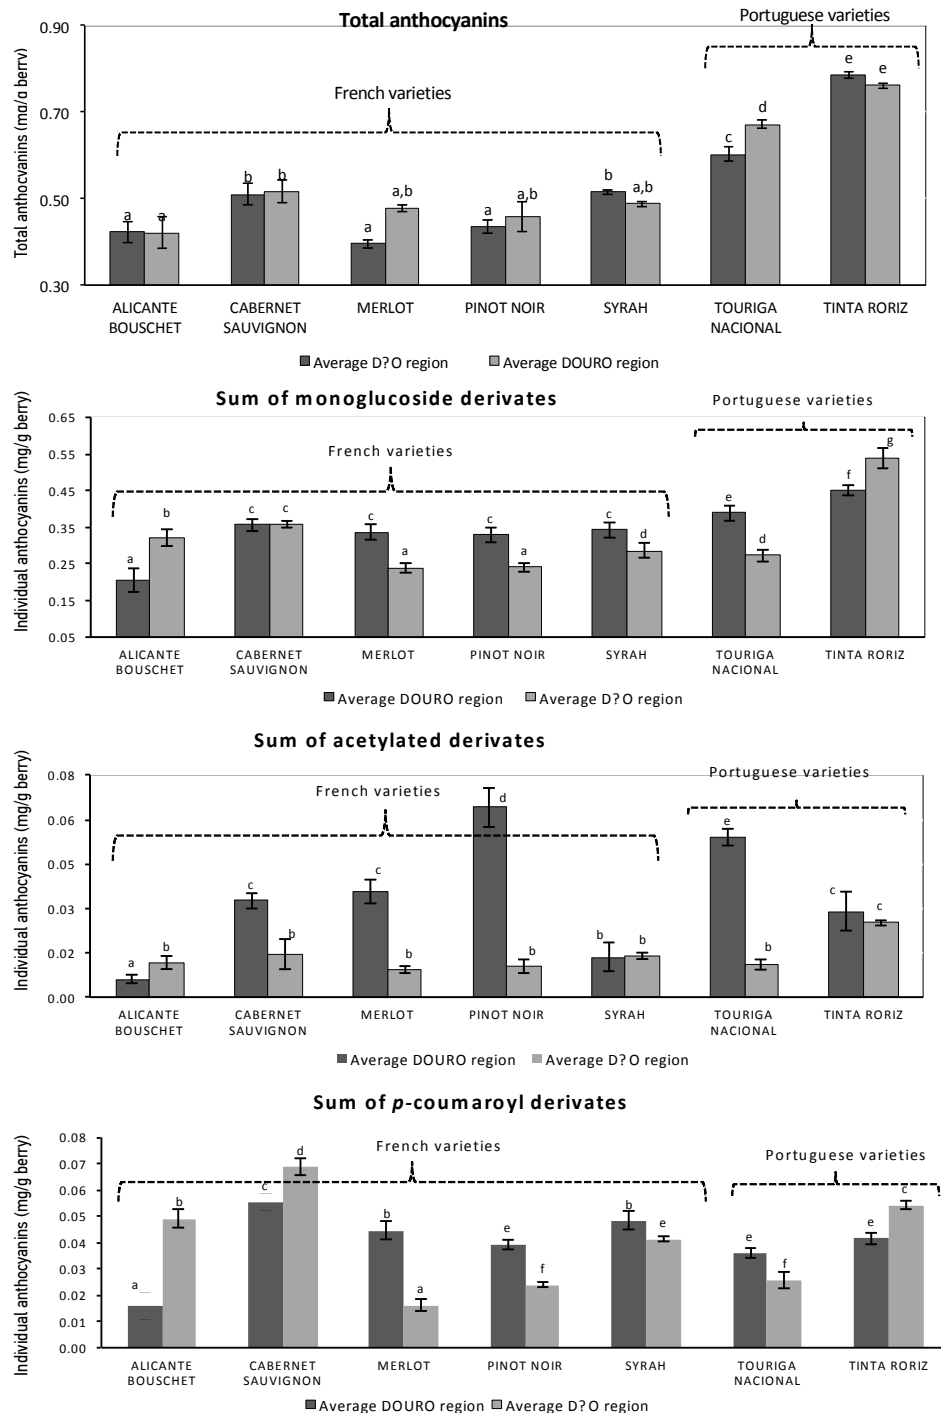 Total anthocyanins
Portuguese varieties
French varieties
Total anthocyanins (mg/g berry)
0.90
0.70
0.50
0.30
a a b b a a,b a a,b b a,b c d e e
ALICANTE BOUSCHET
CABERNET SAUVIGNON
MERLOT
PINOT NOIR
SYRAH
TOURIGA NACIONAL
TINTA RORIZ
Average D?O region Average DOURO region
Sum of monoglucoside derivates
Portuguese varieties
French varieties
Individual anthocyanins (mg/g berry)
0.65
0.55
0.45
0.35
0.25
0.15
0.05
a b c c c a c a c d e d f g
ALICANTE BOUSCHET
CABERNET SAUVIGNON
MERLOT
PINOT NOIR
SYRAH
TOURIGA NACIONAL
TINTA RORIZ
Average DOURO region Average D?O region
Sum of acetylated derivates
Portuguese varieties
French varieties
Individual anthocyanins (mg/g berry)
0.08
0.06
0.05
0.03
0.02
0.00
a b c b c b d b b b e b c c
ALICANTE BOUSCHET
CABERNET SAUVIGNON
MERLOT
PINOT NOIR
SYRAH
TOURIGA NACIONAL
TINTA RORIZ
Average DOURO region Average D?O region
Sum of p-coumaroyl derivates
French varieties
Portuguese varieties
Individual anthocyanins (mg/g berry)
0.08
0.07
0.06
0.05
0.04
0.03
0.02
0.01
0.00
a b c d b a e f b e e f e c
ALICANTE BOUSCHET
CABERNET SAUVIGNON
MERLOT
PINOT NOIR
SYRAH
TOURIGA NACIONAL
TINTA RORIZ
Average DOURO region Average D?O region